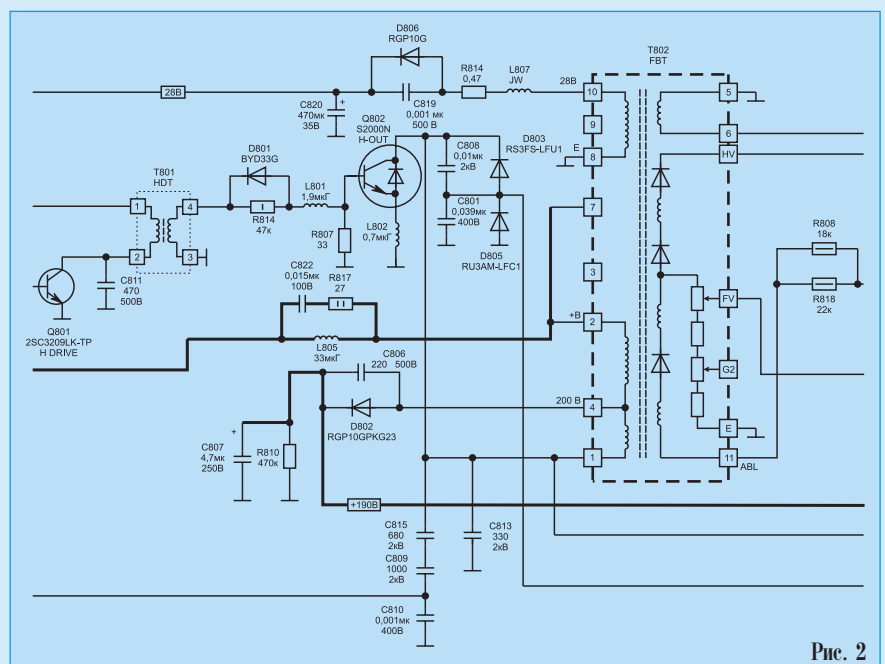 D806
RGP10G
28В
C820
470мк
35В
+
C819
0,001 мк
500 В
R814
0,47
L807
JW
28В
T802
FBT
10
9
E
8
7
3
+В
2
200 В
4
1
5
6
HV
FV
G2
E
11
ABL
Q802
S2000N
H-OUT
D801
BYD33G
T801
HDT
1
4
2
3
R814
47к
L801
1,9мкГ
R807
33
L802
0,7мкГ
C808
0,01мк
2кВ
D803
RS3FS-LFU1
C801
0,039мк
400В
D805
RU3AM-LFC1
C811
470
500В
Q801
2SC3209LK-TP
H DRIVE
C822
0,015мк
100В
R817
27
L805
33мкГ
C806
220 500В
D802
RGP10GPKG23
+
C807
4,7мк
250В
R810
470к
+190В
R808
18к
R818
22к
C815
680
2кВ
C813
330
2кВ
C809
1000
2кВ
C810
0,001мк
400В
Рис. 2